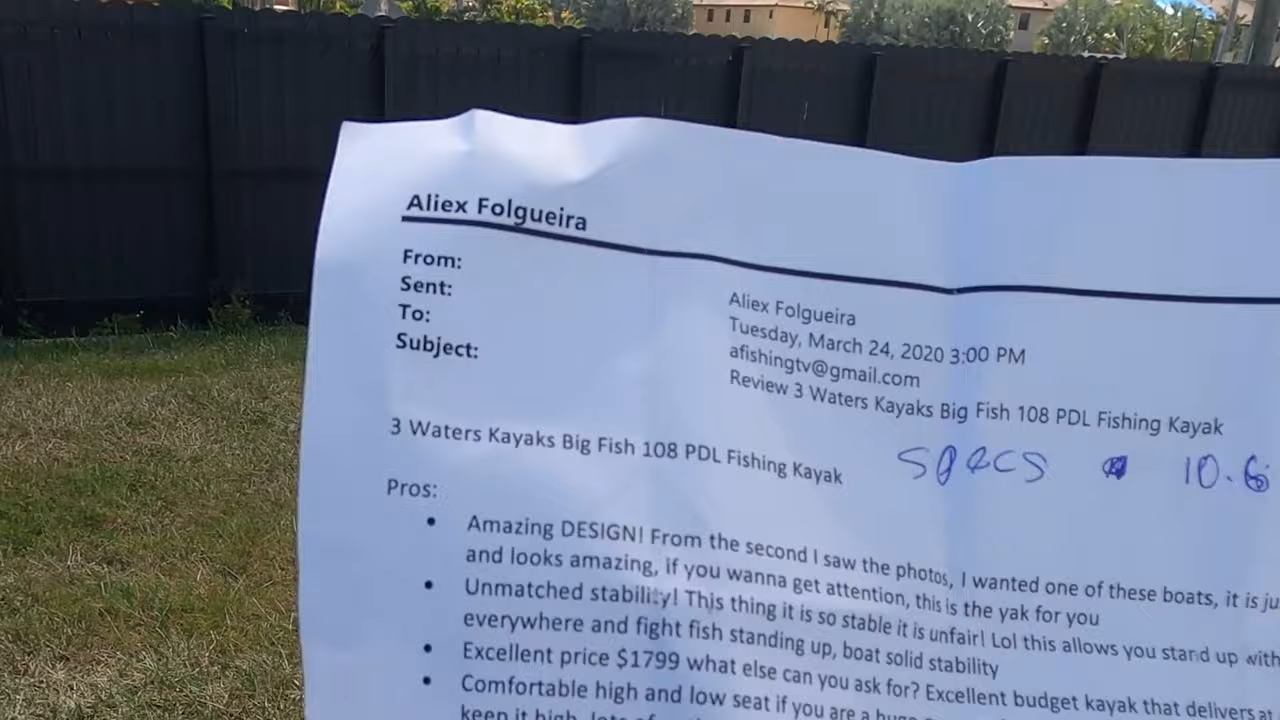 Aliex Folgueira
From: Aliex Folgueira
Sent: Tuesday, March 24, 2020 3:00 PM
To: afishingtv@gmail.com
Subject: Review 3 Waters Kayaks Big Fish 108 PDL Fishing Kayak
3 Waters Kayaks Big Fish 108 PDL Fishing Kayak
specs 10.6
Pros:
• Amazing DESIGN! From the second I saw the photos, I wanted one of these boats, it is
and looks amazing, if you wanna get attention, this is the yak for you
• Unmatched stability! This thing it is so stable it is unfair! Lol this allows you stand up with
everywhere and fight fish standing up, boat solid stability
• Excellent price $1799 what else can you ask for? Excellent budget kayak that delivers at
• Comfortable high and low seat if you are a
keep it high,